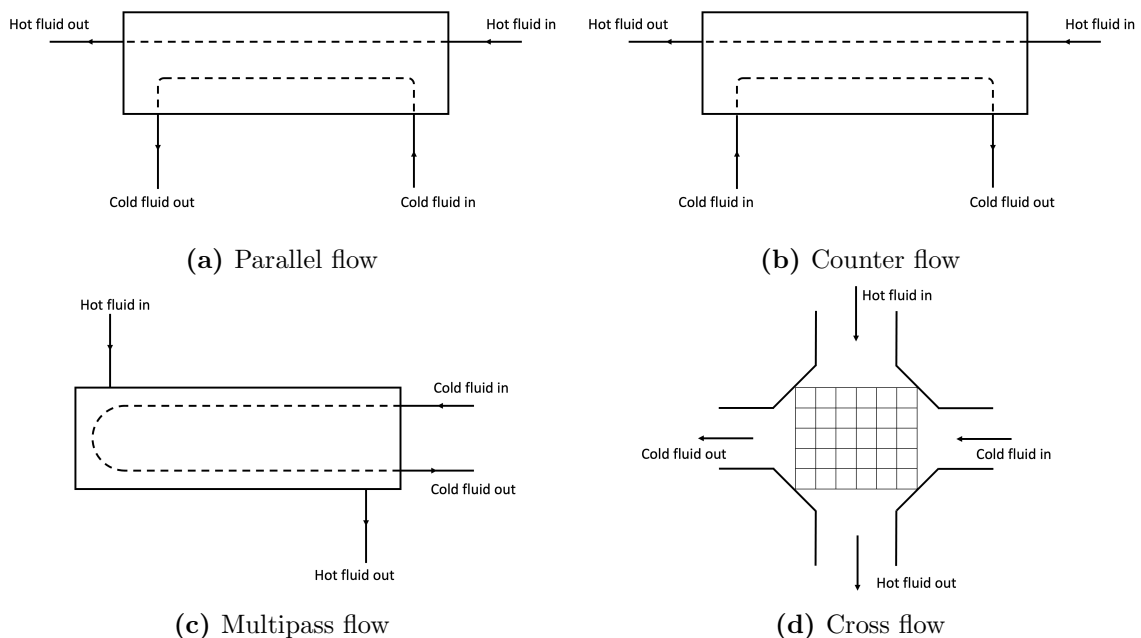 Hot fluid out
Hot fluid in
Cold fluid out
Cold fluid in
(a) Parallel flow
Hot fluid out
Hot fluid in
Cold fluid in
Cold fluid out
(b) Counter flow
Hot fluid in
Cold fluid in
Cold fluid out
Hot fluid out
(c) Multipass flow
Hot fluid in
Cold fluid out
Cold fluid in
Hot fluid out
(d) Cross flow